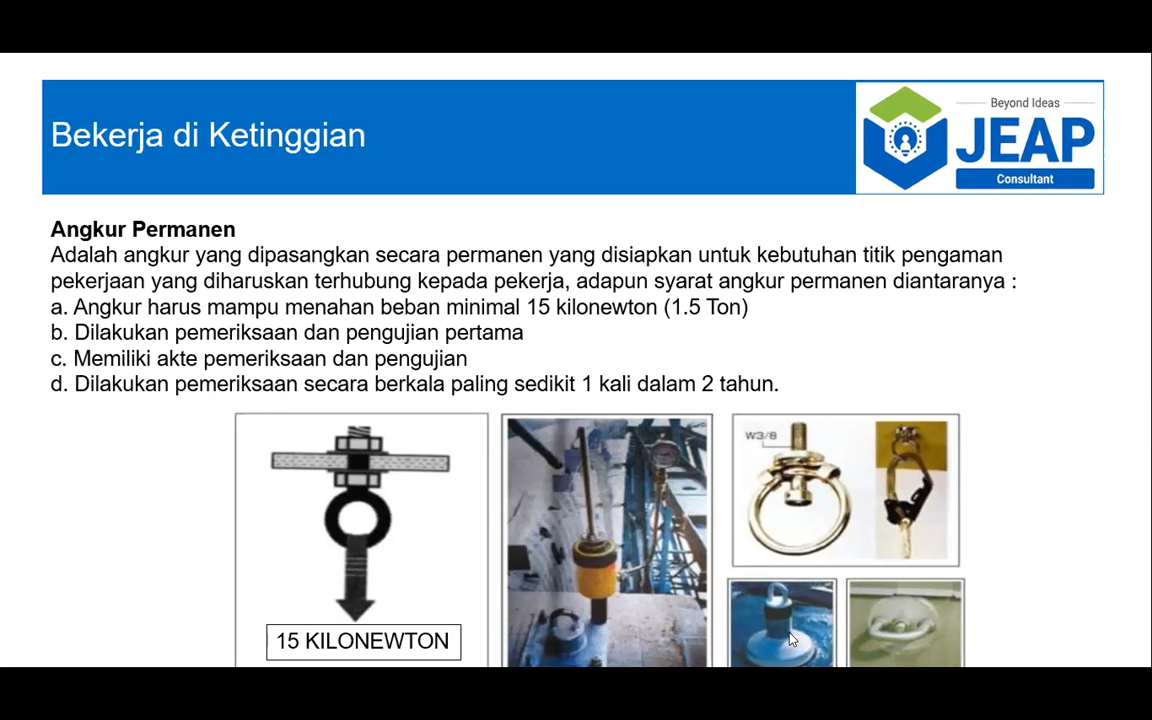 Bekerja di Ketinggian
Beyond Ideas
JEAP
Consultant
Angkur Permanen
Adalah angkur yang dipasangkan secara permanen yang disiapkan untuk kebutuhan titik pengaman
pekerjaan yang diharuskan terhubung kepada pekerja, adapun syarat angkur permanen diantaranya :
a. Angkur harus mampu menahan beban minimal 15 kilonewton (1.5 Ton)
b. Dilakukan pemeriksaan dan pengujian pertama
c. Memiliki akte pemeriksaan dan pengujian
d. Dilakukan pemeriksaan secara berkala paling sedikit 1 kali dalam 2 tahun.
W3/8
15 KILONEWTON